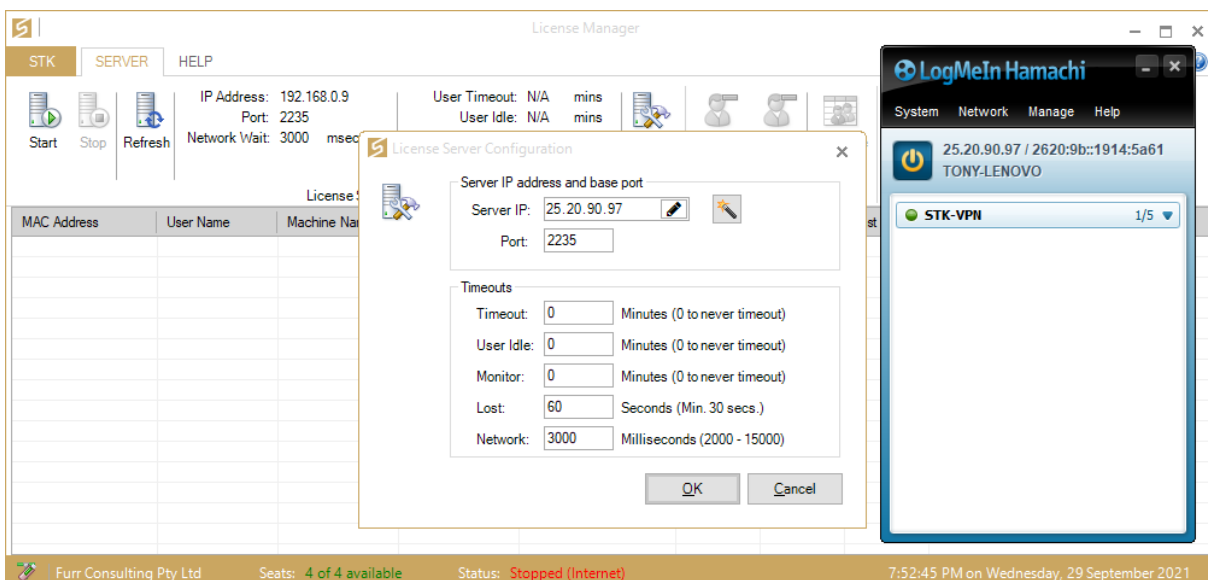 License Manager
STK SERVER HELP
Start Stop Refresh
IP Address: 192.168.0.9
Port: 2235
Network Wait: 3000 msec
User Timeout: N/A mins
User Idle: N/A mins
License
MAC Address User Name Machine Na st
License Server Configuration
Server IP address and base port
Server IP: 25.20.90.97
Port: 2235
Timeouts
Timeout: 0 Minutes (0 to never timeout)
User Idle: 0 Minutes (0 to never timeout)
Monitor: 0 Minutes (0 to never timeout)
Lost: 60 Seconds (Min. 30 secs.)
Network: 3000 Milliseconds (2000 - 15000)
OK Cancel
LogMeIn Hamachi
System Network Manage Help
25.20.90.97 / 2620:9b::1914:5a61
TONY-LENOVO
STK-VPN 1/5
Furr Consulting Pty Ltd Seats: 4 of 4 available Status: Stopped (Internet) 7:52:45 PM on Wednesday, 29 September 2021